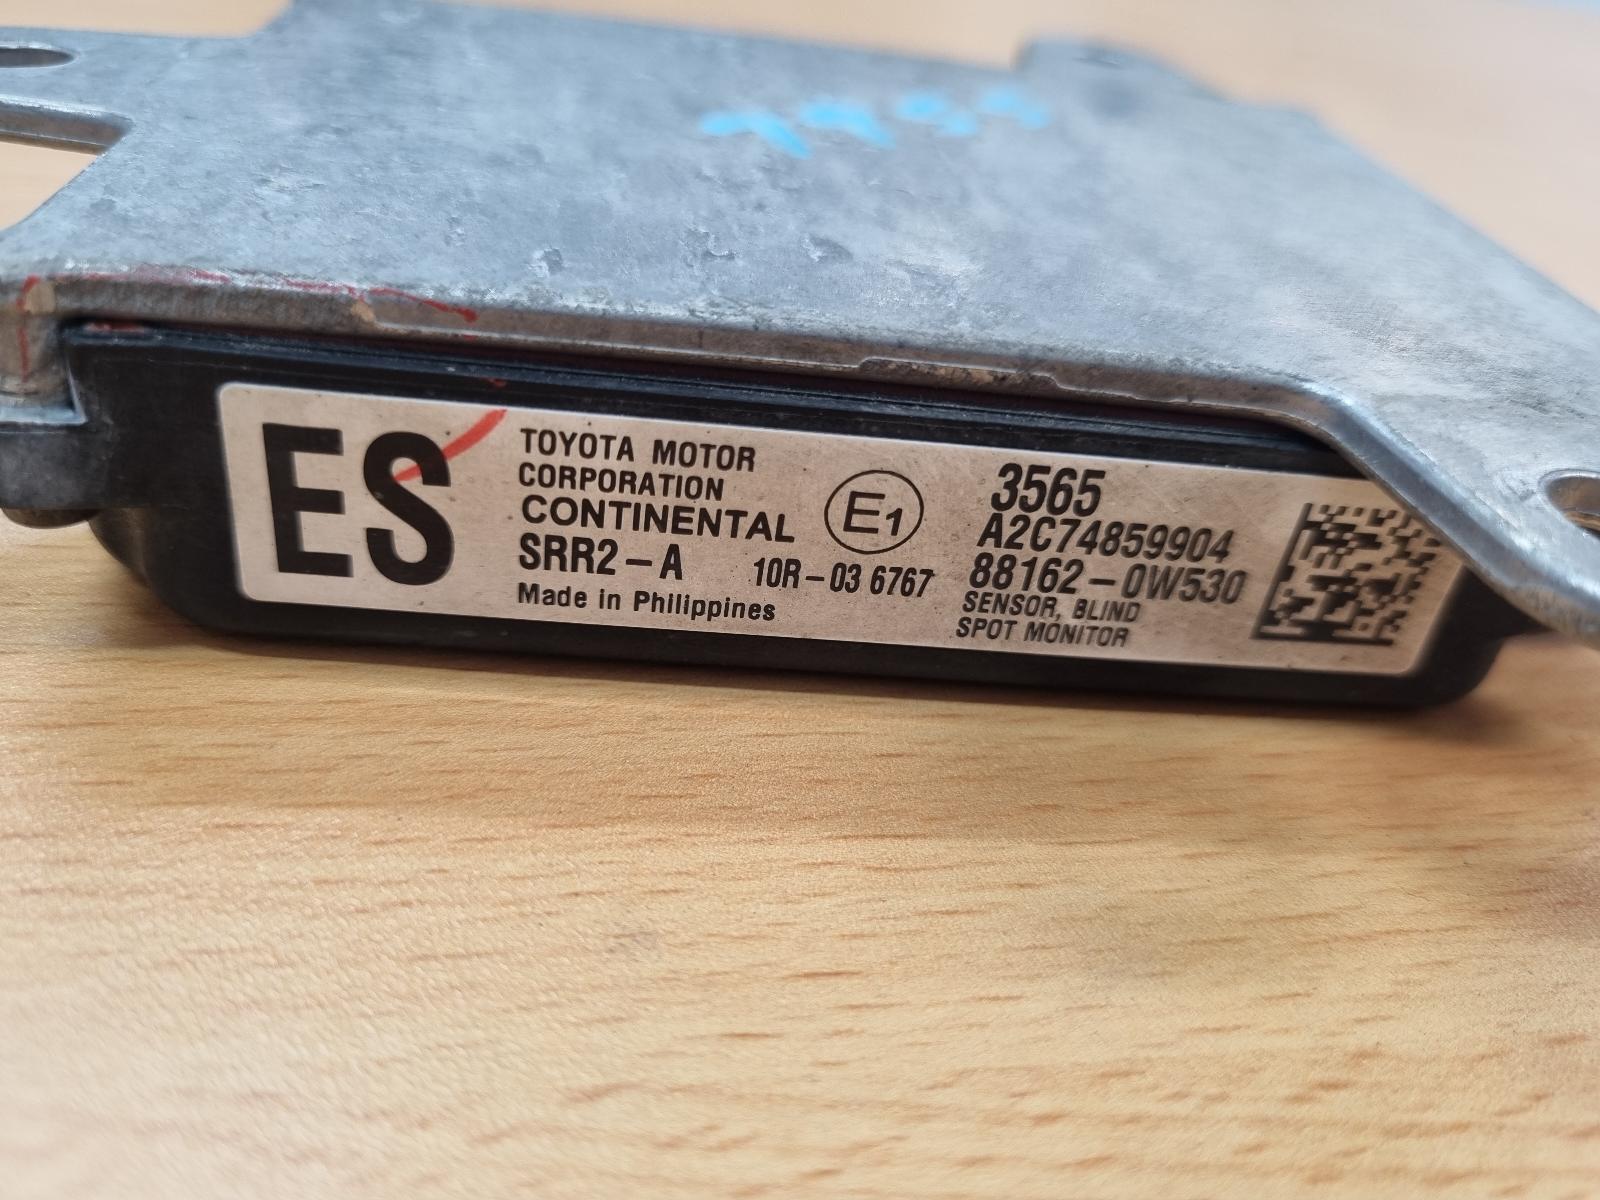 ES
TOYOTA MOTOR
CORPORATION
CONTINENTAL
SRR2-A
10R-03 6767
Made in Philippines
E1
3565
A2C74859904
88162-0W530
SENSOR, BLIND
SPOT MONITOR